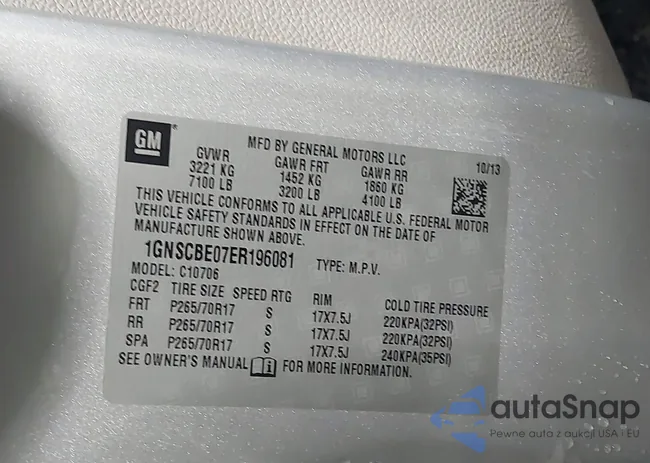 GM
MFD BY GENERAL MOTORS LLC
10/13
GVWR GAWR FRT GAWR RR
3221 KG 1452 KG 1860 KG
7100 LB 3200 LB 4100 LB
THIS VEHICLE CONFORMS TO ALL APPLICABLE U.S. FEDERAL MOTOR
VEHICLE SAFETY STANDARDS IN EFFECT ON THE DATE OF
MANUFACTURE SHOWN ABOVE.
1GNSCBE07ER196081 TYPE: M.P.V.
MODEL: C10706
CGF2 TIRE SIZE SPEED RTG RIM COLD TIRE PRESSURE
FRT P265/70R17 S 17X7.5J 220KPA(32PSI)
RR P265/70R17 S 17X7.5J 220KPA(32PSI)
SPA P265/70R17 S 17X7.5J 240KPA(35PSI)
SEE OWNER'S MANUAL FOR MORE INFORMATION.
autaSnap
Pewne auta z aukcji USA i EU